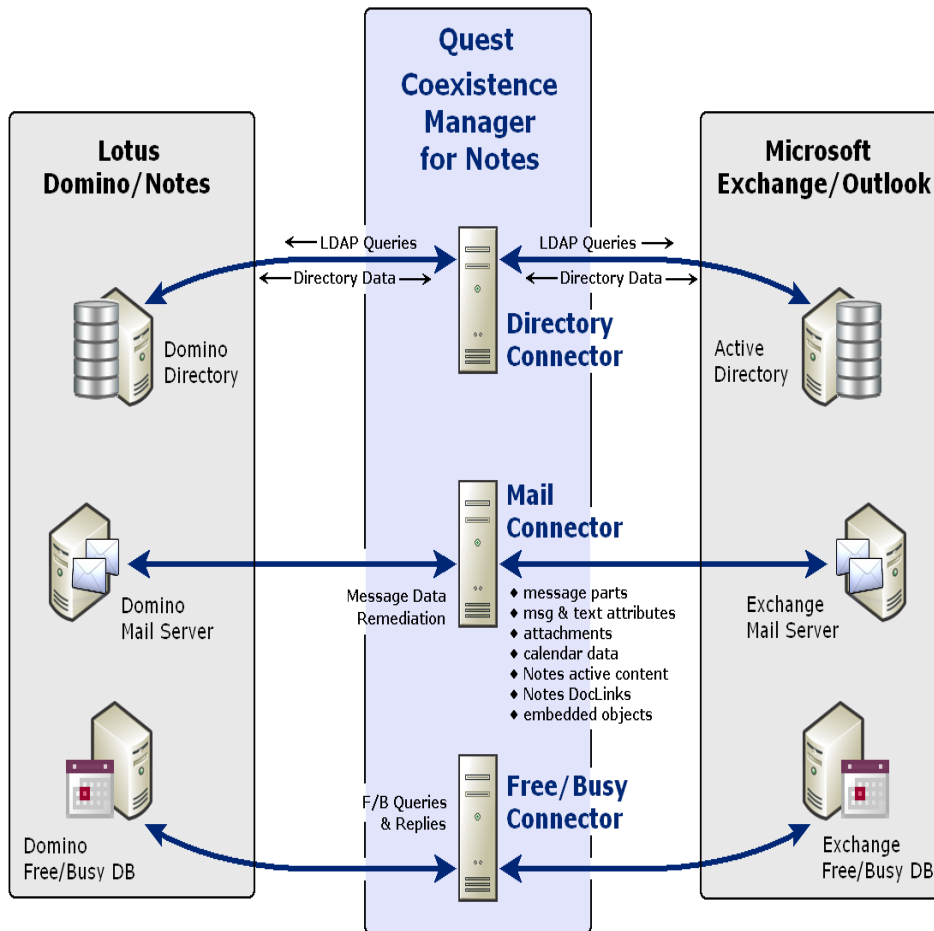 Quest
Coexistence
Manager
for Notes
Lotus
Domino/Notes
Microsoft
Exchange/Outlook
← LDAP Queries
LDAP Queries →
← Directory Data →
← Directory Data →
Directory
Connector
Domino
Directory
Active
Directory
Mail
Connector
Message Data
Remediation
♦ message parts
♦ msg & text attributes
♦ attachments
♦ calendar data
♦ Notes active content
♦ Notes DocLinks
♦ embedded objects
Domino
Mail Server
Exchange
Mail Server
Free/Busy
Connector
F/B Queries
& Replies
Domino
Free/Busy DB
Exchange
Free/Busy DB